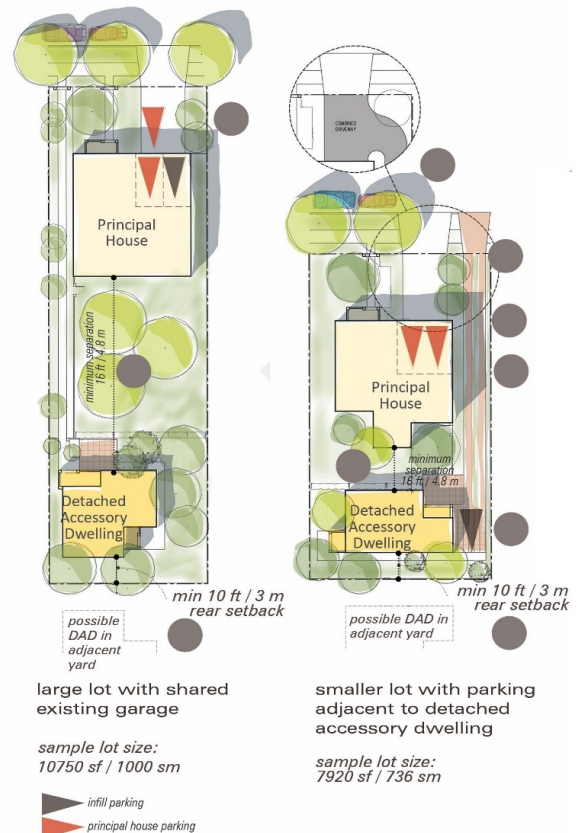 COMBINED
DRIVEWAY
Principal
House
minimum separation
16 ft / 4.8 m
Detached
Accessory
Dwelling
min 10 ft / 3 m
rear setback
possible DAD in
adjacent
yard
large lot with shared
existing garage
sample lot size:
10750 sf / 1000 sm
infill parking
principal house parking
Principal
House
minimum
separation
16 ft / 4.8 m
Detached
Accessory
Dwelling
min 10 ft / 3 m
rear setback
possible DAD in
adjacent yard
smaller lot with parking
adjacent to detached
accessory dwelling
sample lot size:
7920 sf / 736 sm